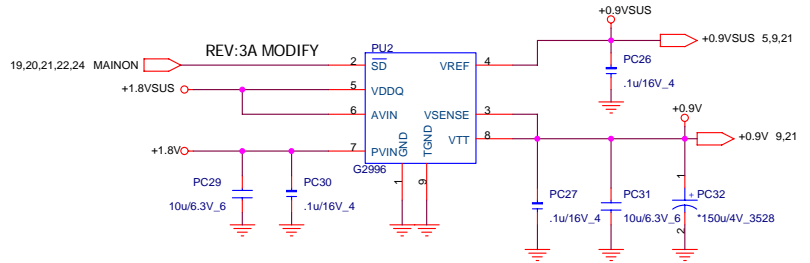 +0.9VSUS
REV:3A MODIFY
PU2
+0.9VSUS 5,9,21
19,20,21,22,24 MAINON
2
SD
VREF
4
PC26
.1u/16V_4
+1.8VSUS
5
VDDQ
6
AVIN
VSENSE
3
+0.9V
VTT
8
+0.9V 9,21
+1.8V
7
PVIN
GND
TGND
G2996
1
9
PC29
10u/6.3V_6
PC30
.1u/16V_4
PC27
.1u/16V_4
PC31
10u/6.3V_6
1
+
PC32
*150u/4V_3528
2